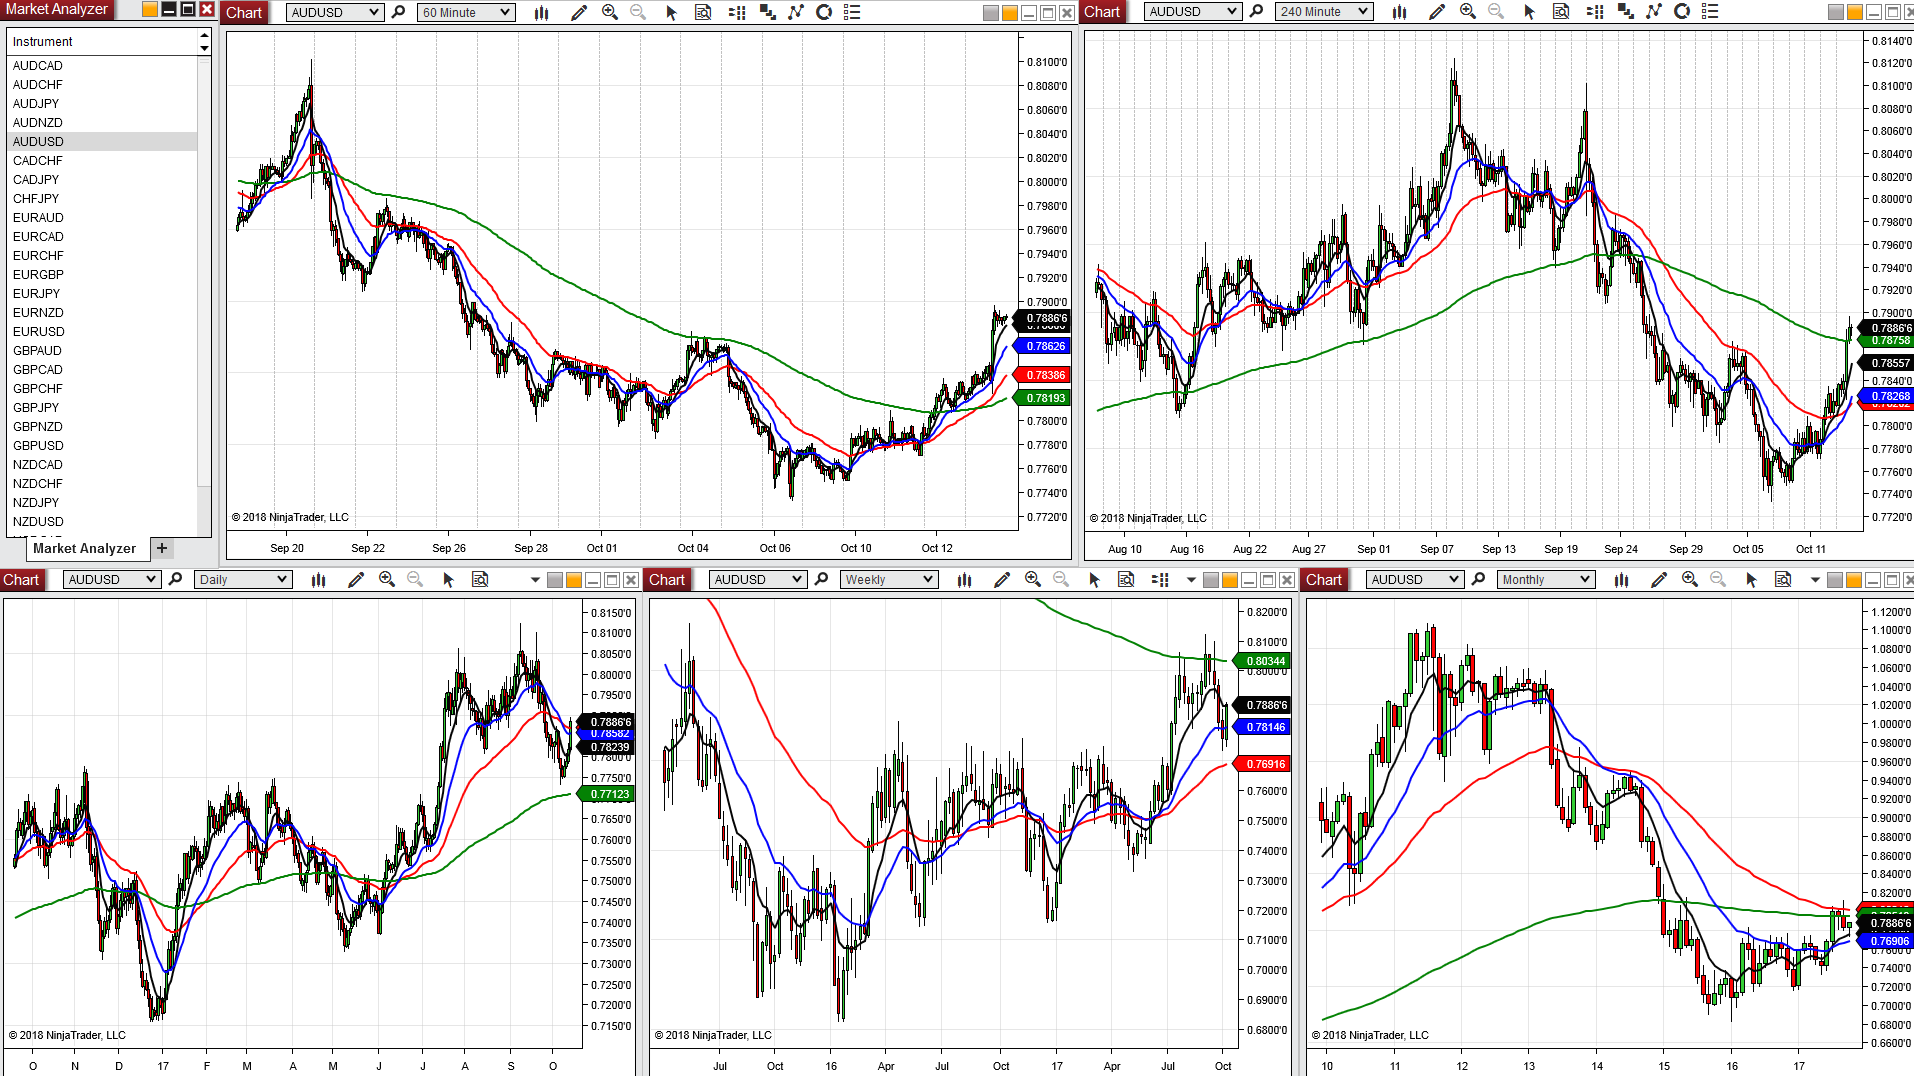 Market Analyzer
Instrument
AUDCAD
AUDCHF
AUDJPY
AUDNZD
AUDUSD
CADCHF
CADJPY
CHFJPY
EURAUD
EURCAD
EURCHF
EURGBP
EURJPY
EURNZD
EURUSD
GBPAUD
GBPCAD
GBPCHF
GBPJPY
GBPNZD
GBPUSD
NZDCAD
NZDCHF
NZDJPY
NZDUSD
Market Analyzer +
Chart AUDUSD 60 Minute
0.8100'0
0.8080'0
0.8060'0
0.8040'0
0.8020'0
0.8000'0
0.7980'0
0.7960'0
0.7940'0
0.7920'0
0.7900'0
0.7886'6
0.78626
0.78386
0.78193
0.7800'0
0.7780'0
0.7760'0
0.7740'0
0.7720'0
© 2018 NinjaTrader, LLC
Sep 20 Sep 22 Sep 26 Sep 28 Oct 01 Oct 04 Oct 06 Oct 10 Oct 12
Chart AUDUSD 240 Minute
0.8140'0
0.8120'0
0.8100'0
0.8080'0
0.8060'0
0.8040'0
0.8020'0
0.8000'0
0.7980'0
0.7960'0
0.7940'0
0.7920'0
0.7900'0
0.7886'6
0.78758
0.78557
0.7840'0
0.78268
0.7800'0
0.7780'0
0.7760'0
0.7740'0
0.7720'0
© 2018 NinjaTrader, LLC
Aug 10 Aug 16 Aug 22 Aug 27 Sep 01 Sep 07 Sep 13 Sep 19 Sep 24 Sep 29 Oct 05 Oct 11
Chart AUDUSD Daily
0.8150'0
0.8100'0
0.8050'0
0.8000'0
0.7950'0
0.7886'6
0.78582
0.78239
0.7800'0
0.7750'0
0.77123
0.7650'0
0.7600'0
0.7550'0
0.7500'0
0.7450'0
0.7400'0
0.7350'0
0.7300'0
0.7250'0
0.7200'0
0.7150'0
© 2018 NinjaTrader, LLC
O N D 17 F M A M J J A S O
Chart AUDUSD Weekly
0.8200'0
0.8100'0
0.80344
0.8000'0
0.7886'6
0.78146
0.76916
0.7600'0
0.7500'0
0.7400'0
0.7300'0
0.7200'0
0.7100'0
0.7000'0
0.6900'0
0.6800'0
© 2018 NinjaTrader, LLC
Jul Oct 16 Apr Jul Oct 17 Apr Jul Oct
Chart AUDUSD Monthly
1.1200'0
1.1000'0
1.0800'0
1.0600'0
1.0400'0
1.0200'0
1.0000'0
0.9800'0
0.9600'0
0.9400'0
0.9200'0
0.9000'0
0.8800'0
0.8600'0
0.8400'0
0.8200'0
0.7886'6
0.76906
0.7400'0
0.7200'0
0.7000'0
0.6800'0
0.6600'0
© 2018 NinjaTrader, LLC
10 11 12 13 14 15 16 17